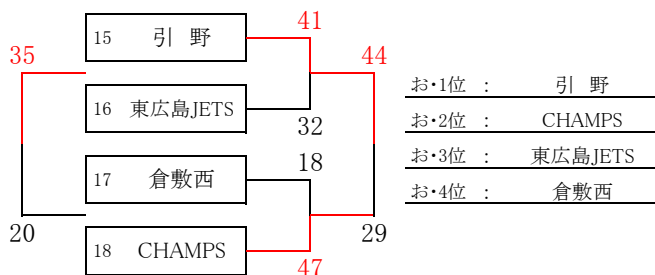 15 引 野
41
35
44
16 東広島JETS
32
18
17 倉敷西
20
29
18 CHAMPS
47
お・1位 : 引 野
お・2位 : CHAMPS
お・3位 : 東広島JETS
お・4位 : 倉敷西